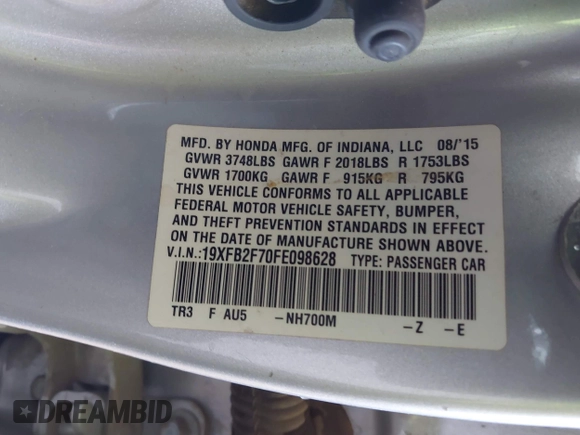 MFD. BY HONDA MFG. OF INDIANA, LLC 08/'15
GVWR 3748LBS GAWR F 2018LBS R 1753LBS
GVWR 1700KG GAWR F 915KG R 795KG
THIS VEHICLE CONFORMS TO ALL APPLICABLE
FEDERAL MOTOR VEHICLE SAFETY, BUMPER,
AND THEFT PREVENTION STANDARDS IN EFFECT
ON THE DATE OF MANUFACTURE SHOWN ABOVE.
V.I.N.:19XFB2F70FE098628 TYPE: PASSENGER CAR
TR3 F AU5 -NH700M -Z -E
DREAMBID